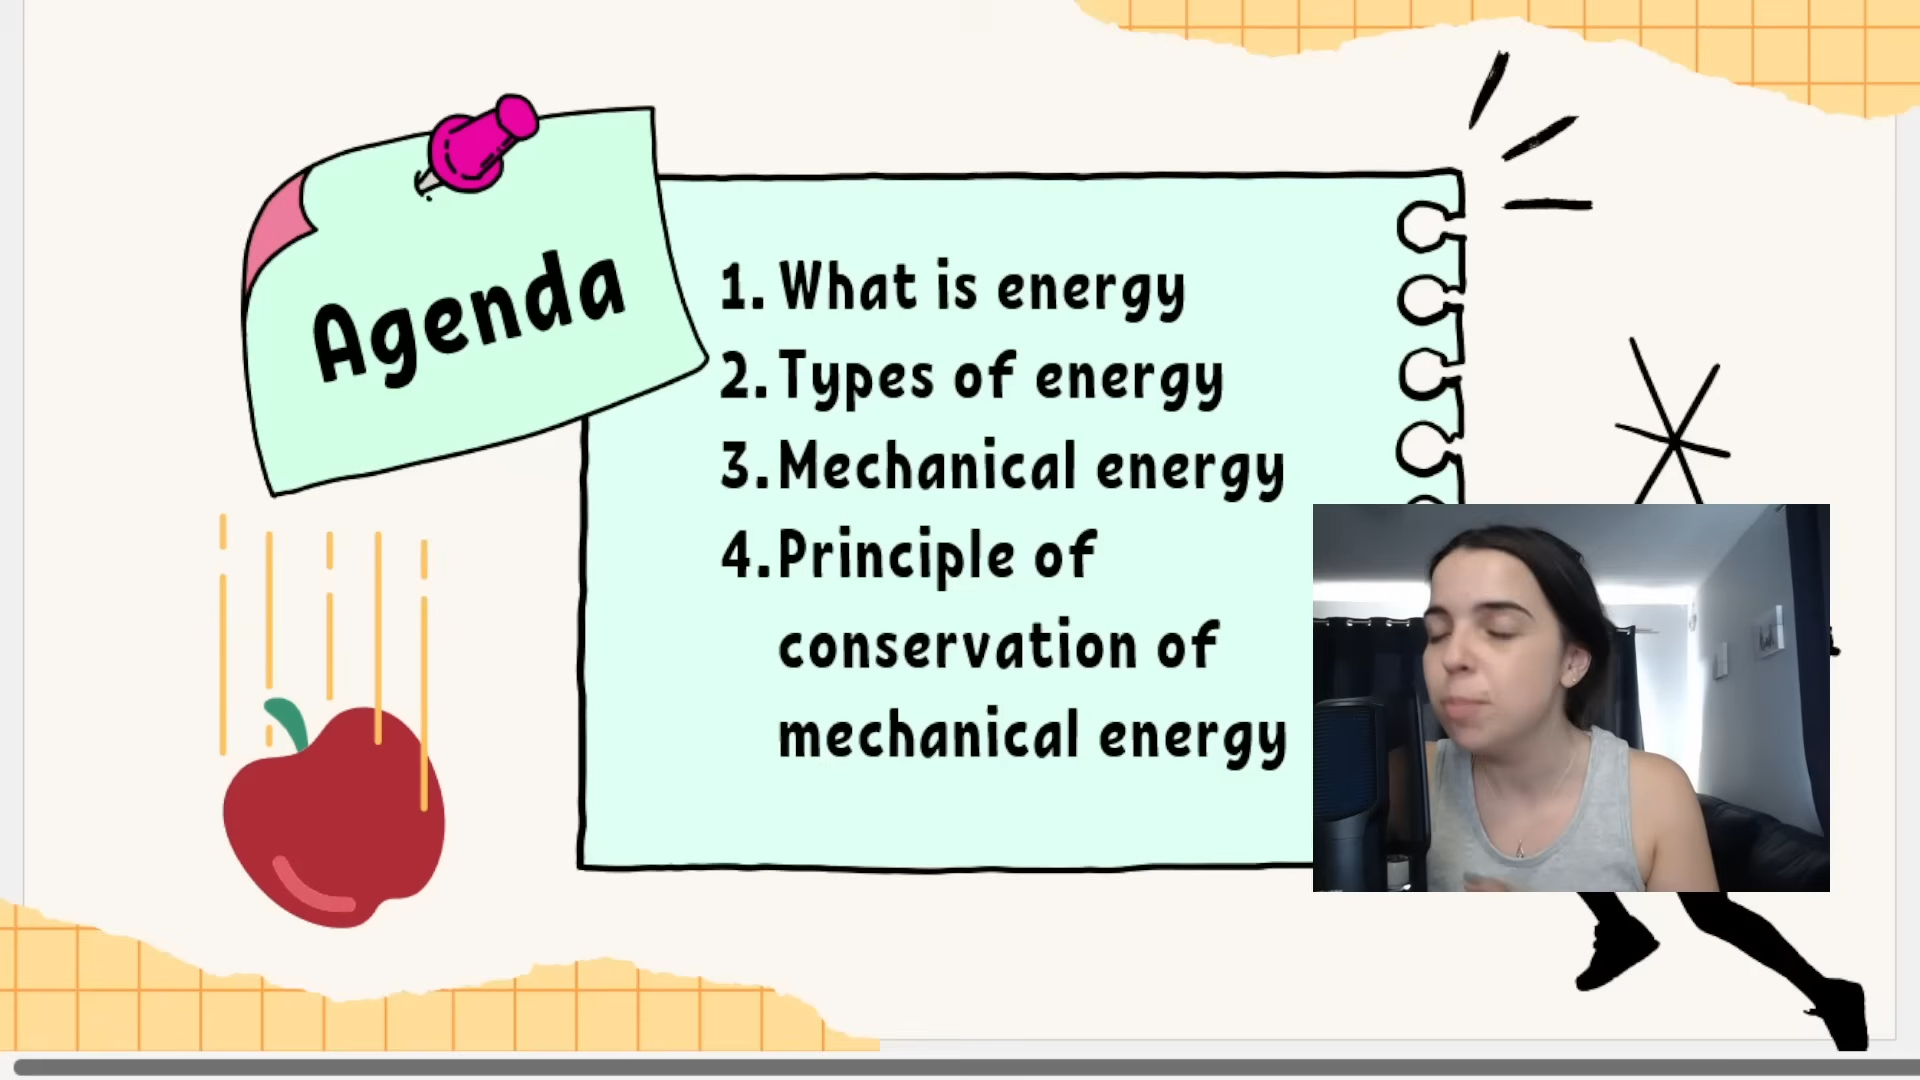 Agenda
1. What is energy
2. Types of energy
3. Mechanical energy
4. Principle of
conservation of
mechanical energy